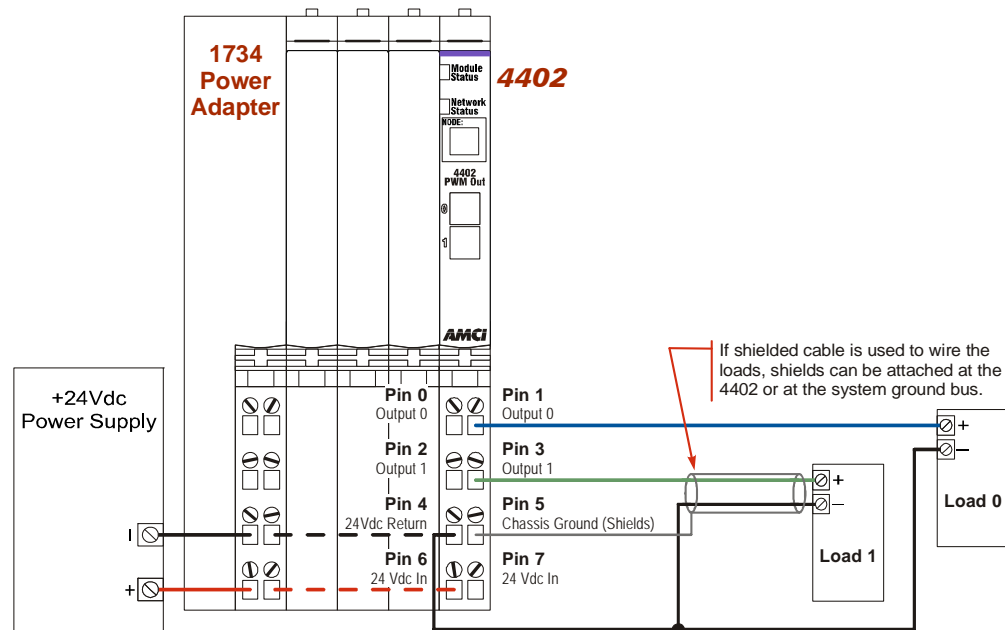 1734
Power
Adapter
Module
Status
4402
Network
Status
NODE:
4402
PWM Out
0
1
AMCI
If shielded cable is used to wire the
loads, shields can be attached at the
4402 or at the system ground bus.
+24Vdc
Power Supply
Pin 0
Output 0
Pin 1
Output 0
+
–
Load 0
Pin 2
Output 1
Pin 3
Output 1
+
–
Load 1
Pin 4
24Vdc Return
Pin 5
Chassis Ground (Shields)
I
Pin 6
24 Vdc In
Pin 7
24 Vdc In
+